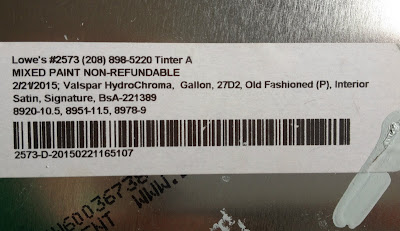 Lowe's #2573 (208) 898-5220 Tinter A
MIXED PAINT NON-REFUNDABLE
2/21/2015; Valspar HydroChroma, Gallon, 27D2, Old Fashioned (P), Interior
Satin, Signature, BsA-221389
8920-10.5, 8951-11.5, 8978-9
2573-D-20150221165107